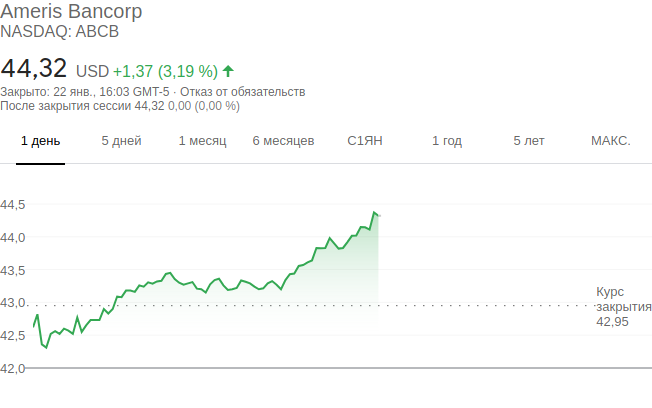 Ameris Bancorp
NASDAQ: ABCB
44,32 USD +1,37 (3,19 %)
Закрыто: 22 янв., 16:03 GMT-5 · Отказ от обязательств
После закрытия сессии 44,32 0,00 (0,00 %)
1 день 5 дней 1 месяц 6 месяцев С1ЯН 1 год 5 лет МАКС.
44,5
44,0
43,5
43,0
Курс
закрытия
42,95
42,5
42,0